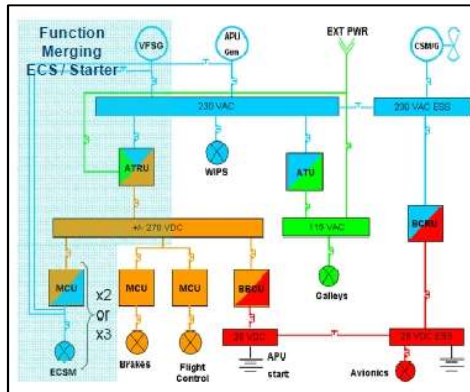 Function
Merging
ECS / Starter
VFSG
APU
Gen
EXT PWR
CSM/G
230 VAC
230 VAC ESS
ATRU
WIPS
ATU
+/- 270 VDC
115 VAC
BCRU
MCU
x2
or
x3
MCU
MCU
BBCU
Galleys
28 VDC
28 VDC ESS
ECSM
Brakes
Flight
Control
APU
start
Avionics